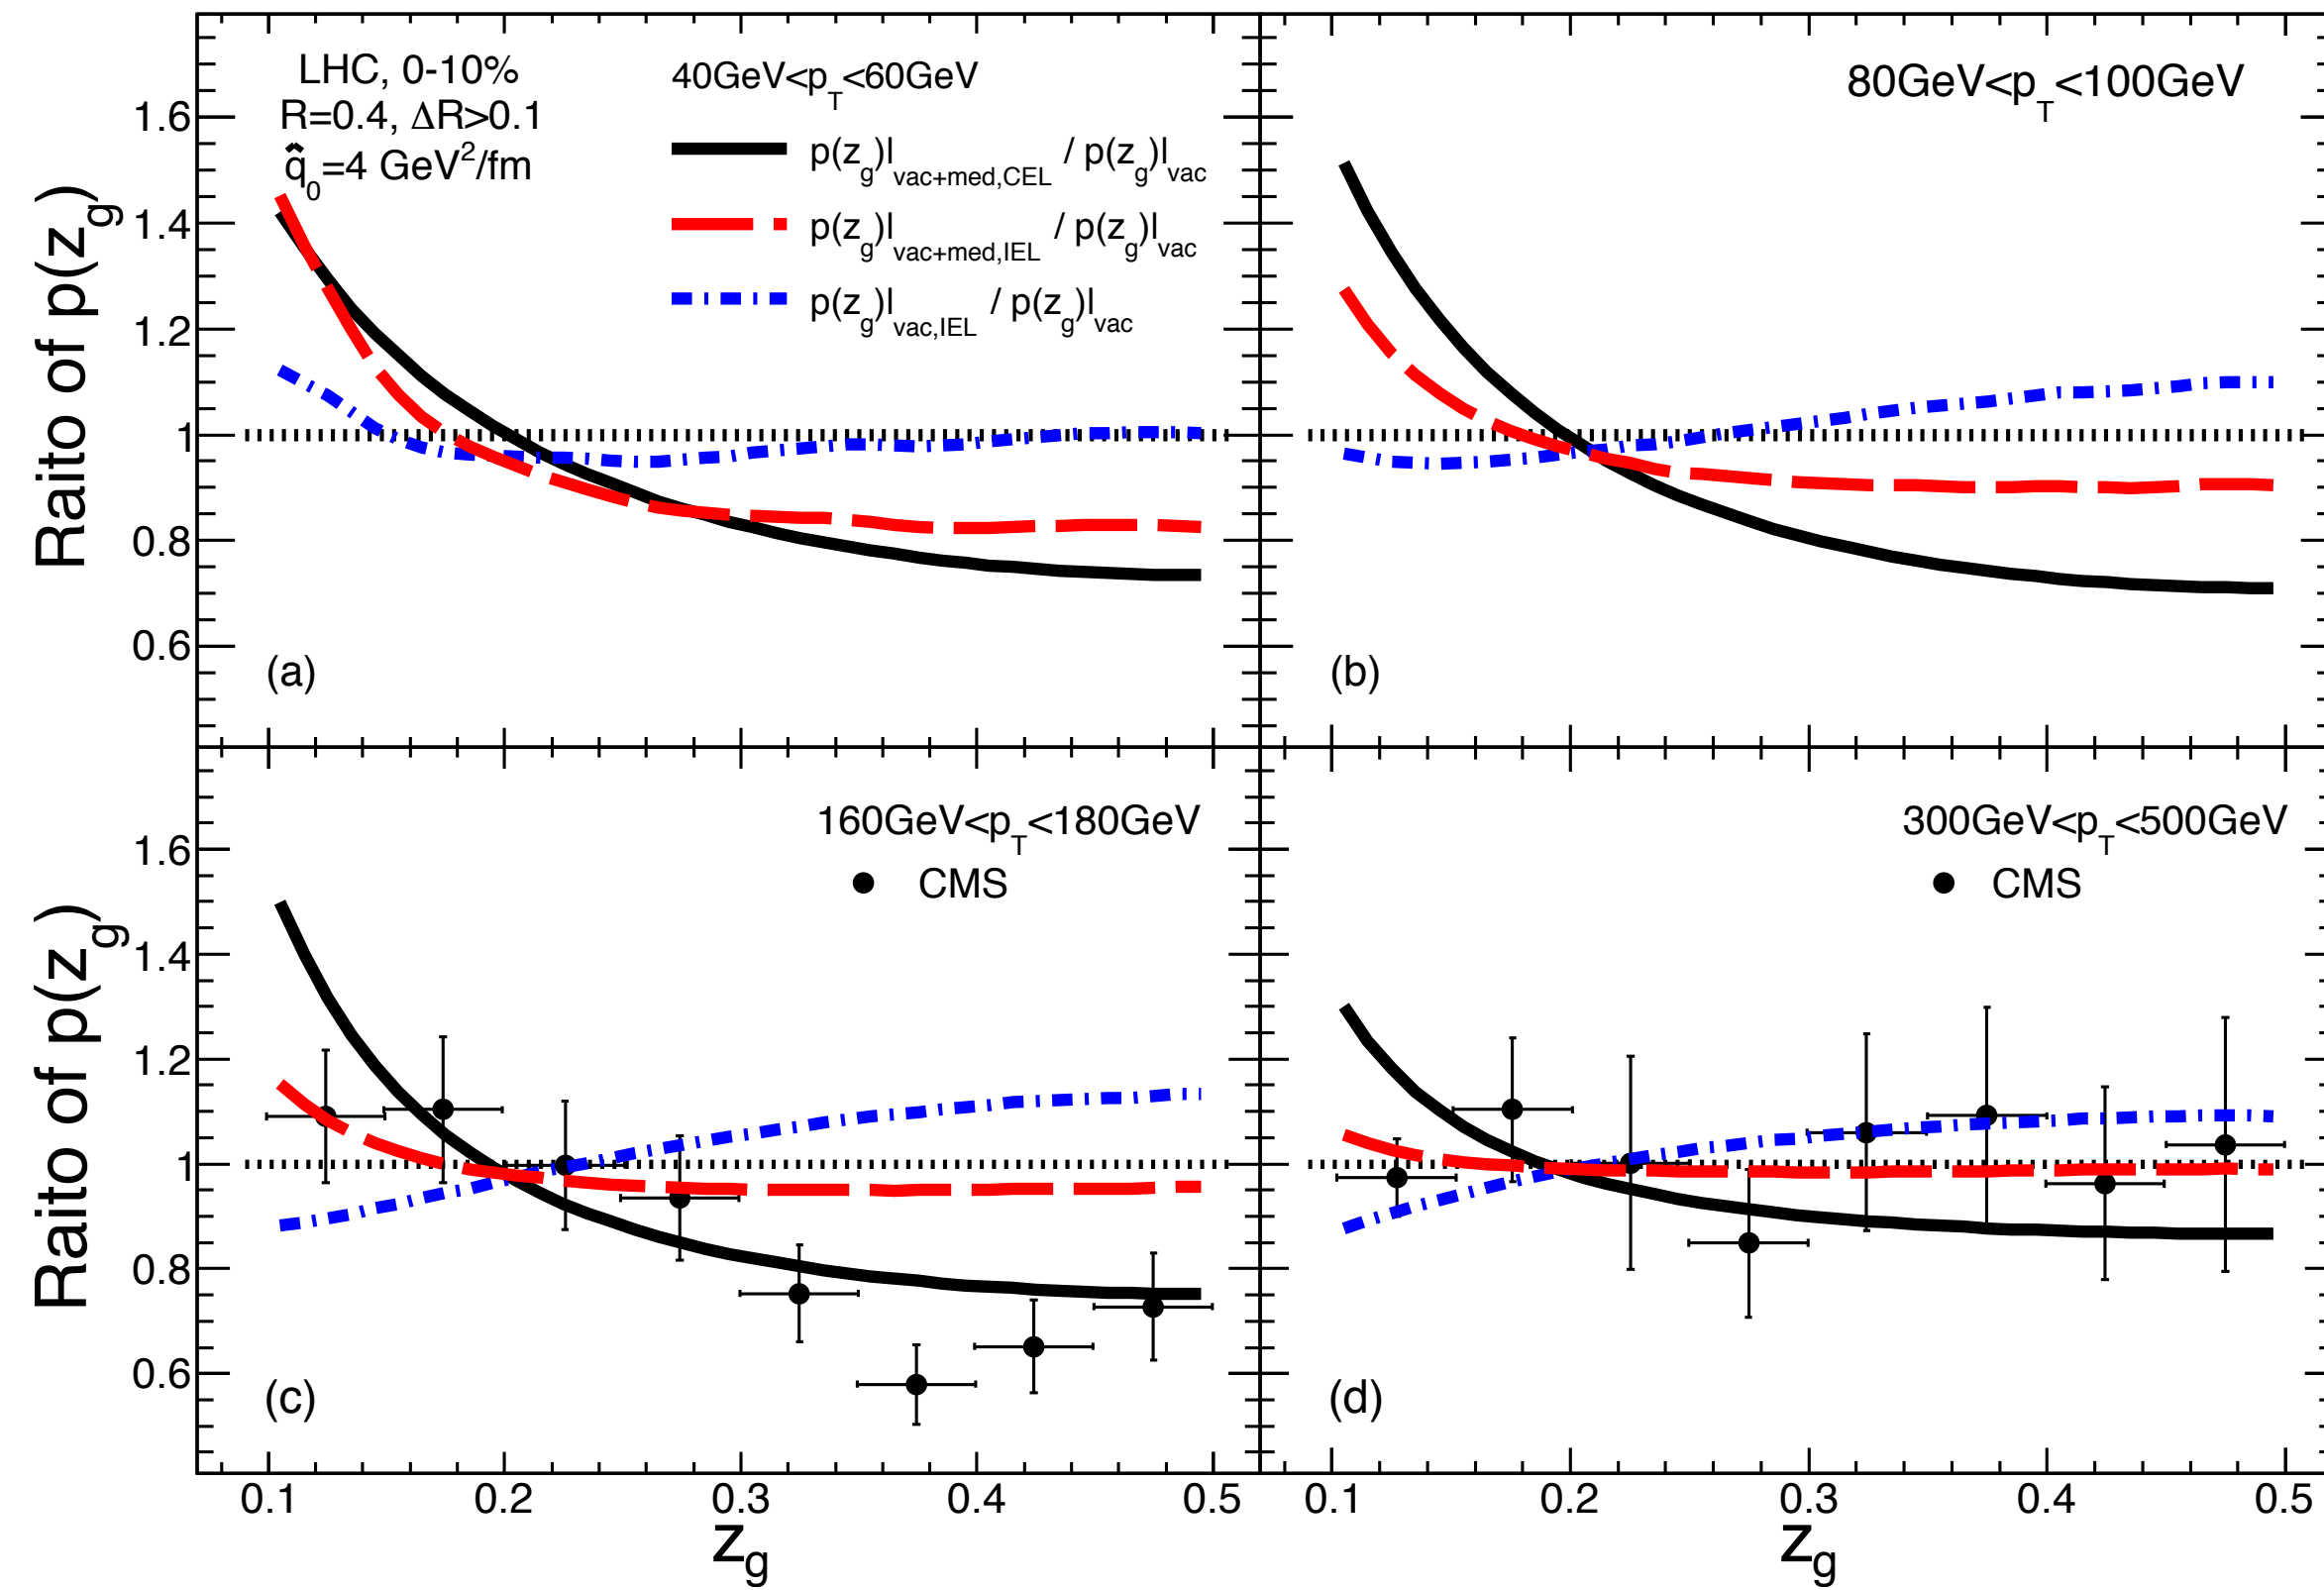 LHC, 0-10%
R=0.4, ΔR>0.1
q̂0=4 GeV2/fm
40GeV<pT<60GeV
p(zg)|vac+med,CEL / p(zg)|vac
p(zg)|vac+med,IEL / p(zg)|vac
p(zg)|vac,IEL / p(zg)|vac
80GeV<pT<100GeV
Raito of p(zg)
1.6
1.4
1.2
1
0.8
0.6
(a)
(b)
160GeV<pT<180GeV
CMS
300GeV<pT<500GeV
CMS
Raito of p(zg)
1.6
1.4
1.2
1
0.8
0.6
(c)
(d)
0.1 0.2 0.3 0.4 0.5
0.1 0.2 0.3 0.4 0.5
zg
zg